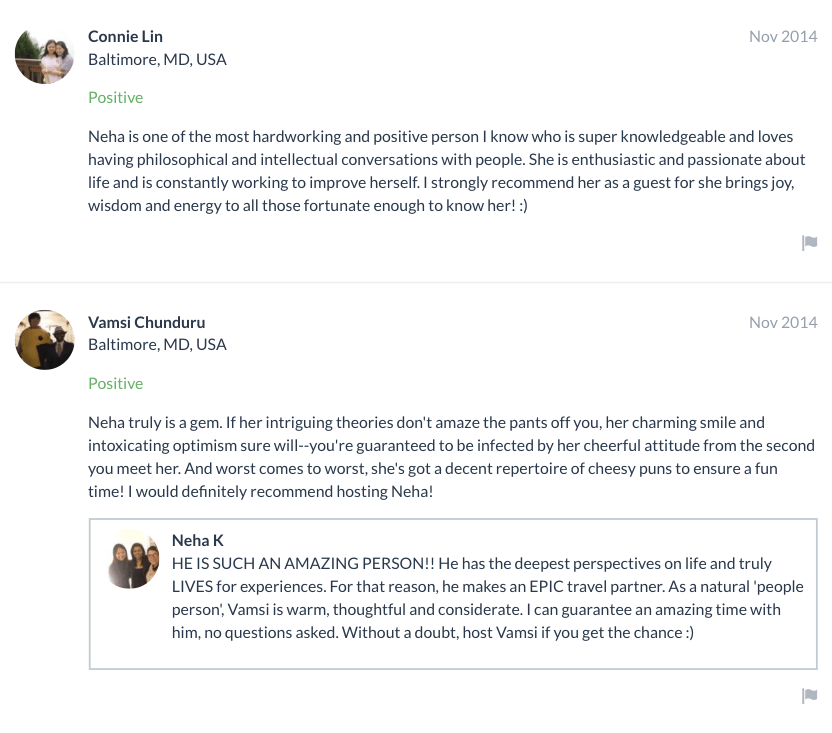 Connie Lin
Nov 2014
Baltimore, MD, USA
Positive
Neha is one of the most hardworking and positive person I know who is super knowledgeable and loves
having philosophical and intellectual conversations with people. She is enthusiastic and passionate about
life and is constantly working to improve herself. I strongly recommend her as a guest for she brings joy,
wisdom and energy to all those fortunate enough to know her! :)
Vamsi Chunduru
Nov 2014
Baltimore, MD, USA
Positive
Neha truly is a gem. If her intriguing theories don't amaze the pants off you, her charming smile and
intoxicating optimism sure will--you're guaranteed to be infected by her cheerful attitude from the second
you meet her. And worst comes to worst, she's got a decent repertoire of cheesy puns to ensure a fun
time! I would definitely recommend hosting Neha!
Neha K
HE IS SUCH AN AMAZING PERSON!! He has the deepest perspectives on life and truly
LIVES for experiences. For that reason, he makes an EPIC travel partner. As a natural 'people
person', Vamsi is warm, thoughtful and considerate. I can guarantee an amazing time with
him, no questions asked. Without a doubt, host Vamsi if you get the chance :)